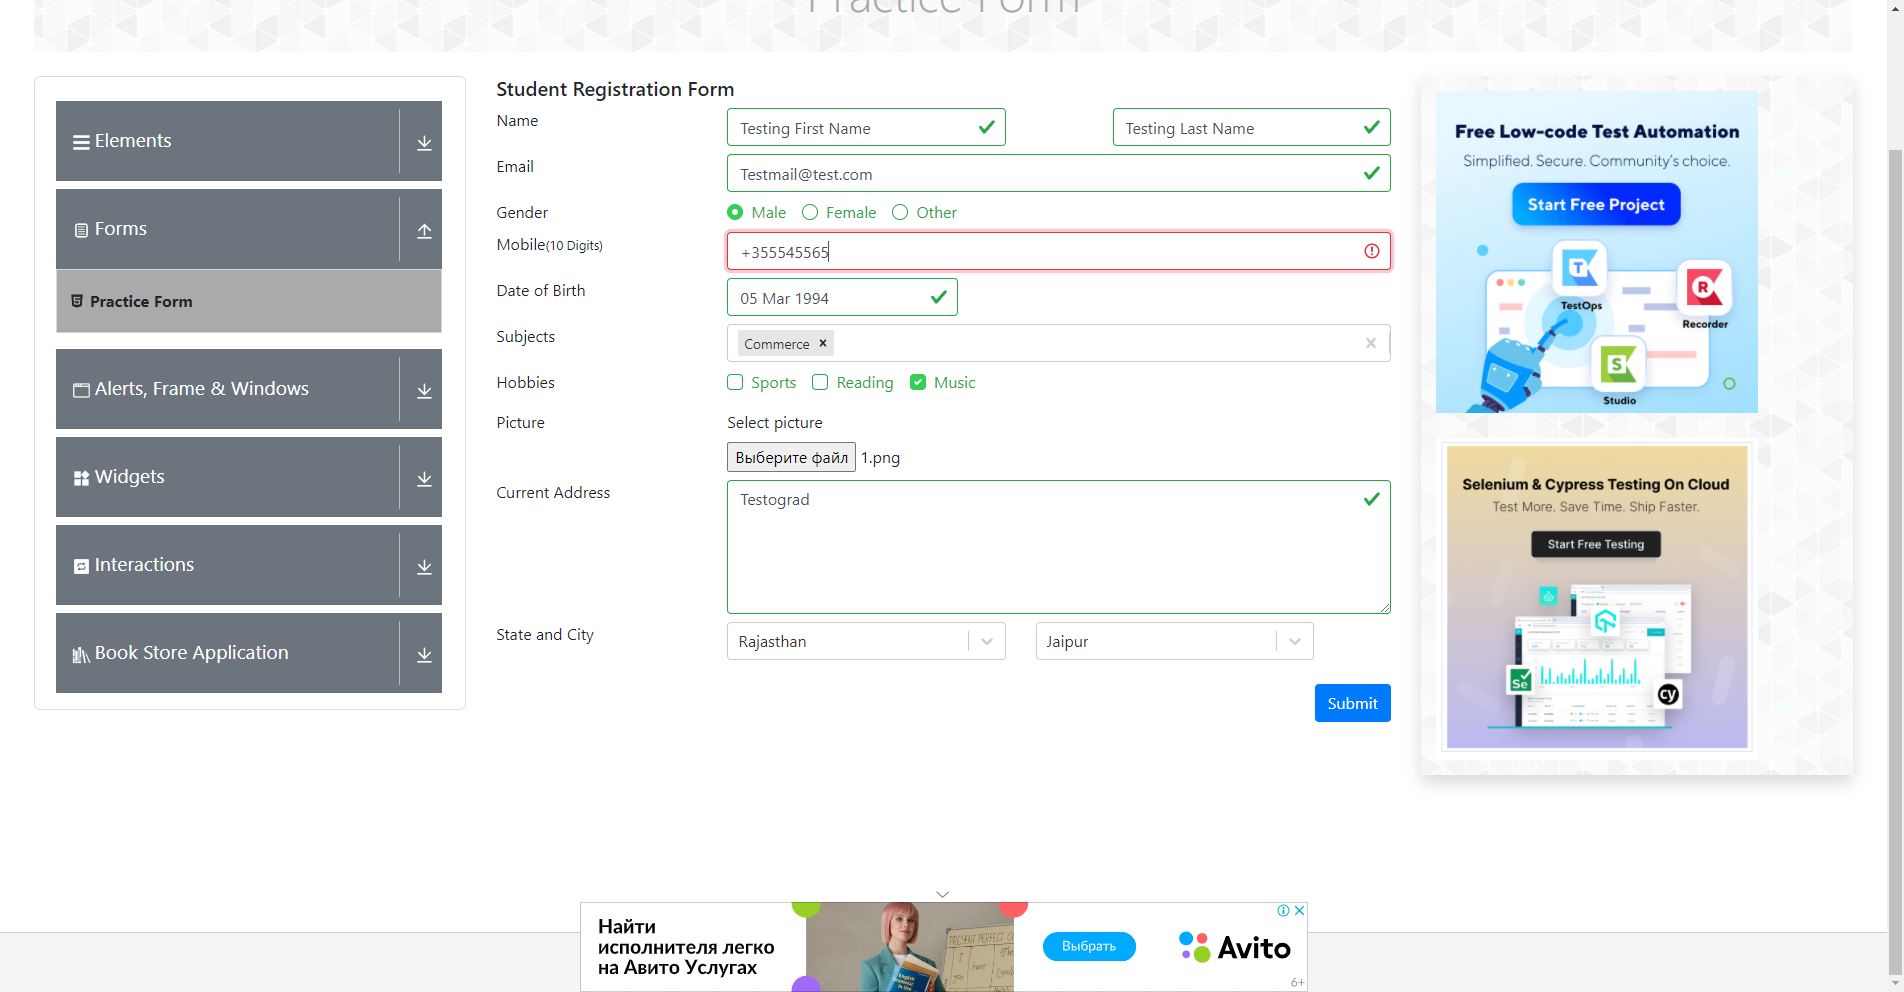 Practice Form
Elements
Forms
Practice Form
Alerts, Frame & Windows
Widgets
Interactions
Book Store Application
Student Registration Form
Name
Testing First Name
Testing Last Name
Email
Testmail@test.com
Gender
Male
Female
Other
Mobile(10 Digits)
+355545565
Date of Birth
05 Mar 1994
Subjects
Commerce
Hobbies
Sports
Reading
Music
Picture
Select picture
Выберите файл
1.png
Current Address
Testograd
State and City
Rajasthan
Jaipur
Submit
Free Low-code Test Automation
Simplified. Secure. Community's choice.
Start Free Project
T
TestOps
R
Recorder
S
Studio
Selenium & Cypress Testing On Cloud
Test More. Save Time. Ship Faster.
Start Free Testing
Se
cy
Найти
исполнителя легко
на Авито Услугах
PRESENT PERFECT
Выбрать
Avito
6+